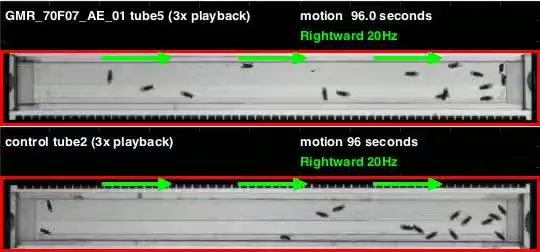 GMR_70F07_AE_01 tube5 (3x playback) motion 96.0 seconds
Rightward 20Hz
control tube2 (3x playback) motion 96 seconds
Rightward 20Hz